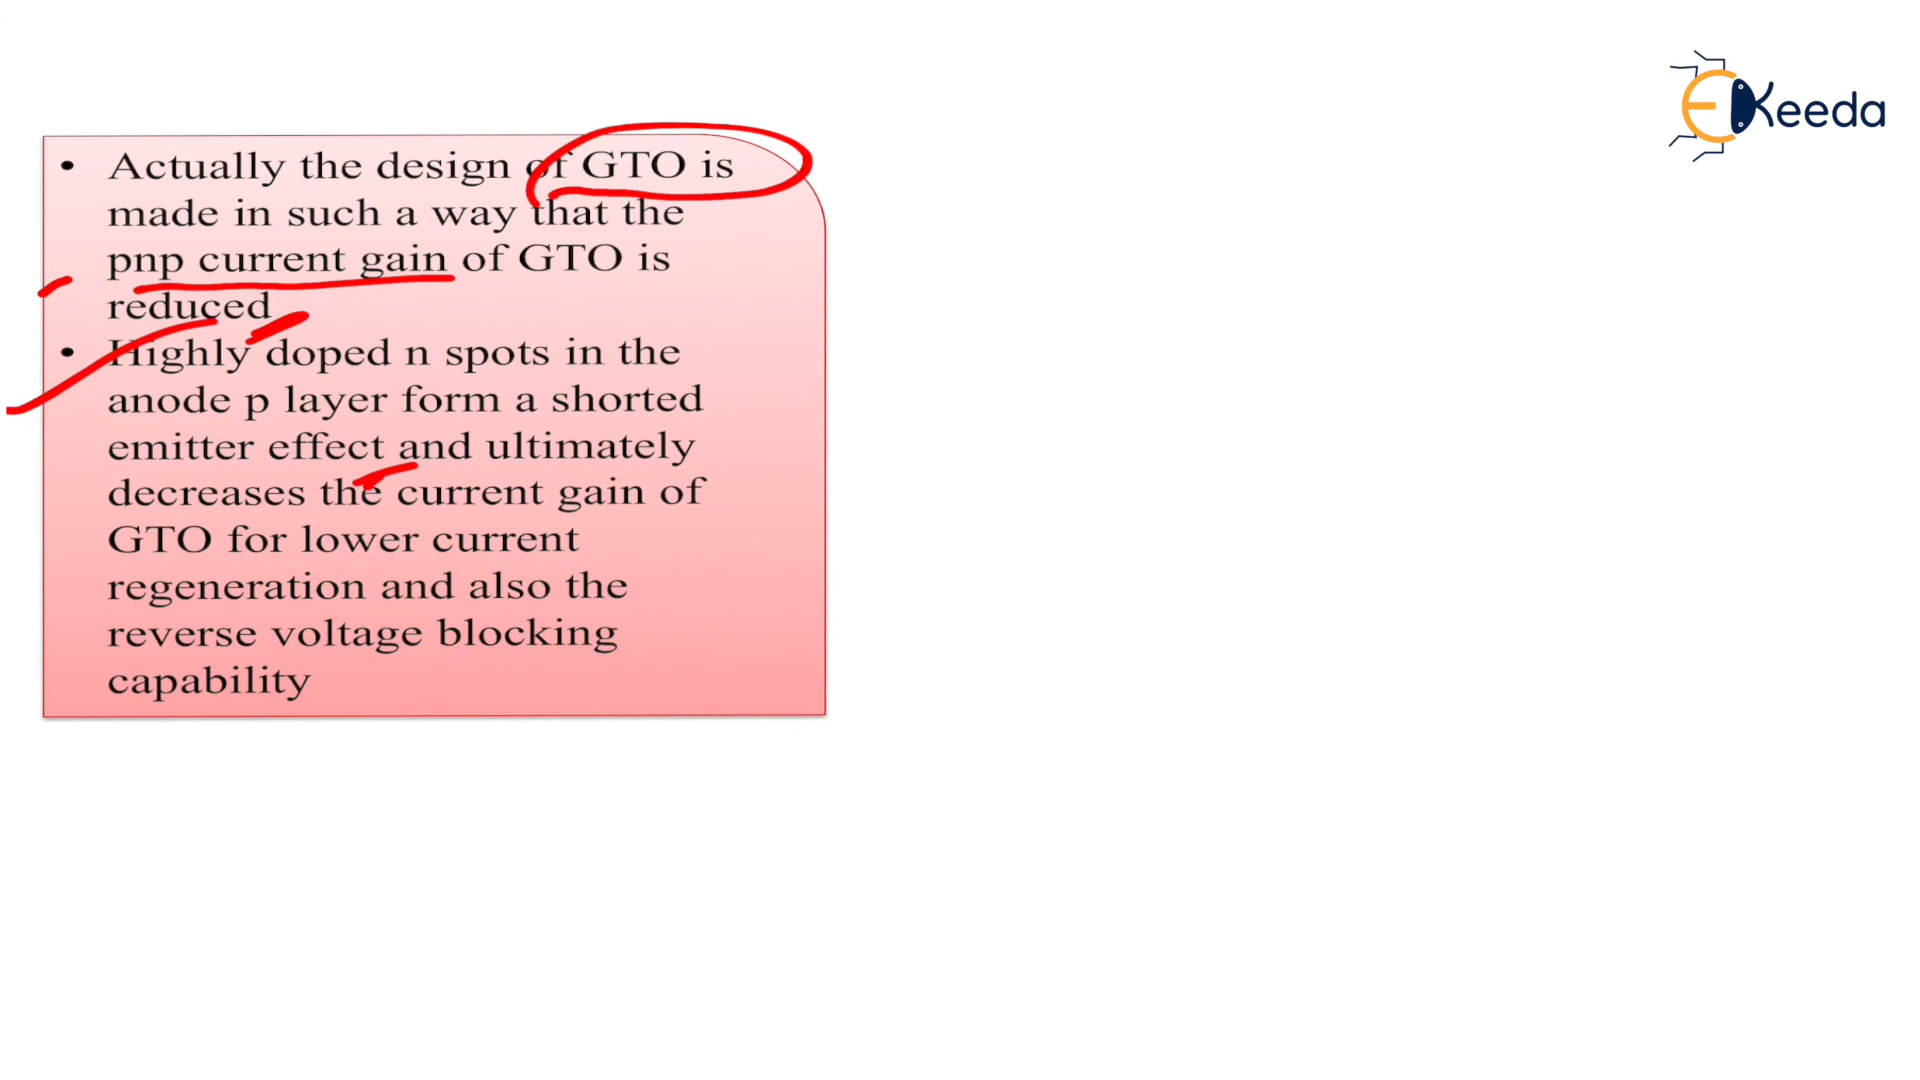 Actually the design of GTO is
made in such a way that the
pnp current gain of GTO is
reduced
Highly doped n spots in the
anode p layer form a shorted
emitter effect and ultimately
decreases the current gain of
GTO for lower current
regeneration and also the
reverse voltage blocking
capability
EKeeda